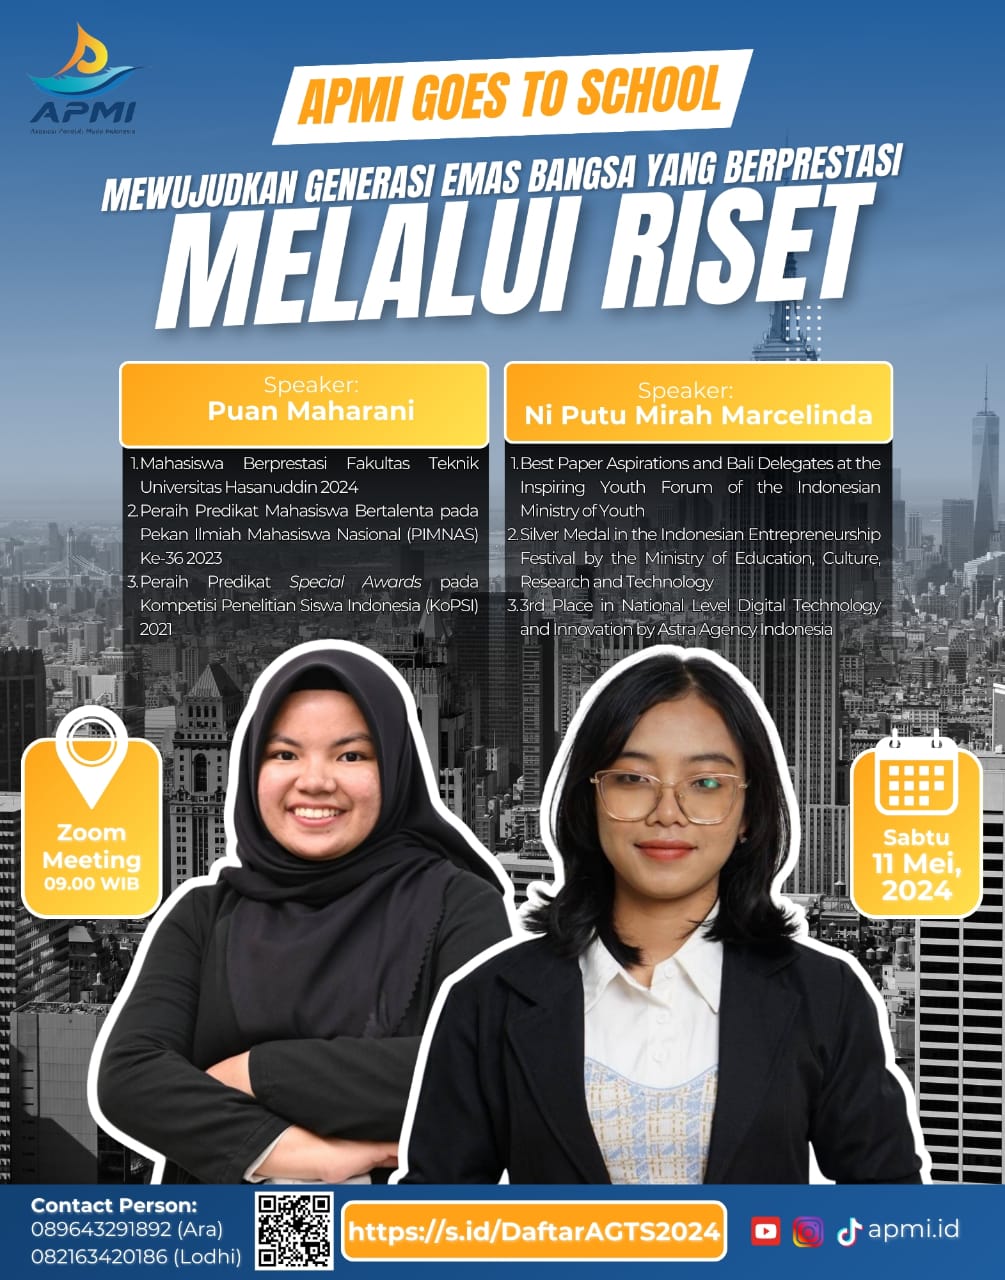 APMI
Asosiasi Peneliti Muda Indonesia
APMI GOES TO SCHOOL
MEWUJUDKAN GENERASI EMAS BANGSA YANG BERPRESTASI
MELALUI RISET
Speaker:
Puan Maharani
1. Mahasiswa Berprestasi Fakultas Teknik
Universitas Hasanuddin 2024
2. Peraih Predikat Mahasiswa Bertalenta pada
Pekan Ilmiah Mahasiswa Nasional (PIMNAS)
Ke-36 2023
3. Peraih Predikat Special Awards pada
Kompetisi Penelitian Siswa Indonesia (KoPSI)
2021
Speaker:
Ni Putu Mirah Marcelinda
1. Best Paper Aspirations and Bali Delegates at the
Inspiring Youth Forum of the Indonesian
Ministry of Youth
2. Silver Medal in the Indonesian Entrepreneurship
Festival by the Ministry of Education, Culture,
Research and Technology
3. 3rd Place in National Level Digital Technology
and Innovation by Astra Agency Indonesia
Zoom
Meeting
09.00 WIB
Sabtu
11 Mei,
2024
Contact Person:
089643291892 (Ara)
082163420186 (Lodhi)
https://s.id/DaftarAGTS2024
apmi.id